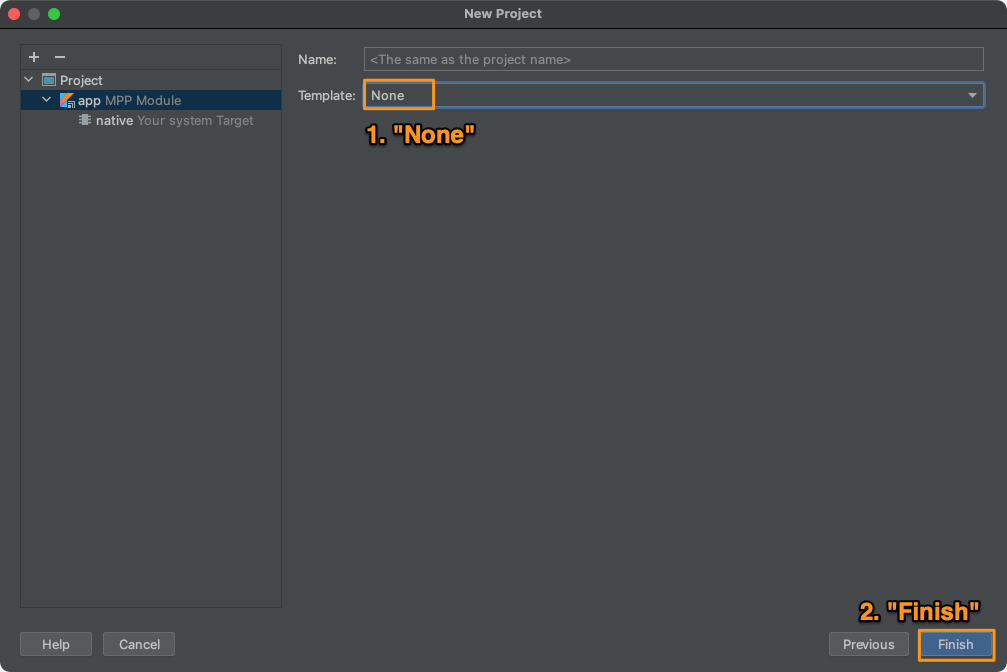 New Project
Project
app MPP Module
native Your system Target
Name: <The same as the project name>
Template: None
1. "None"
2. "Finish"
Help Cancel Previous Finish